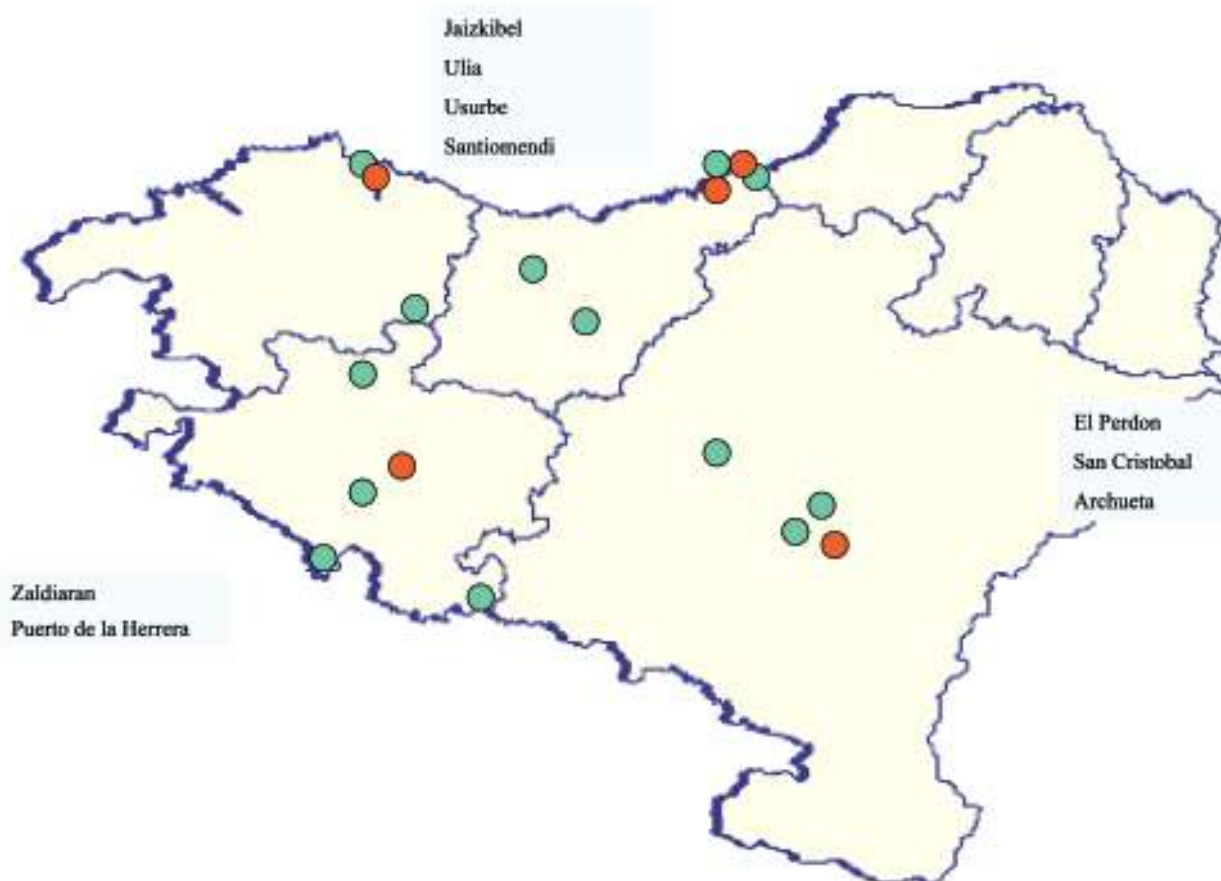 Jaizkibel
Ulia
Usurbe
Santiomendi
El Perdon
San Cristobal
Archueta
Zaldiaran
Puerto de la Herrera